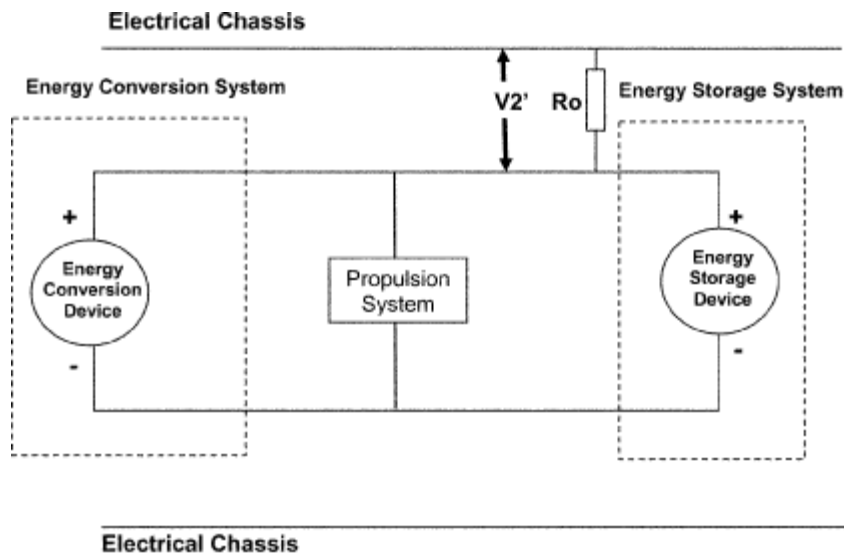 Electrical Chassis
Energy Conversion System
V2'
Ro
Energy Storage System
+
+
Energy
Conversion
Device
Propulsion
System
Energy
Storage
Device
-
-
Electrical Chassis